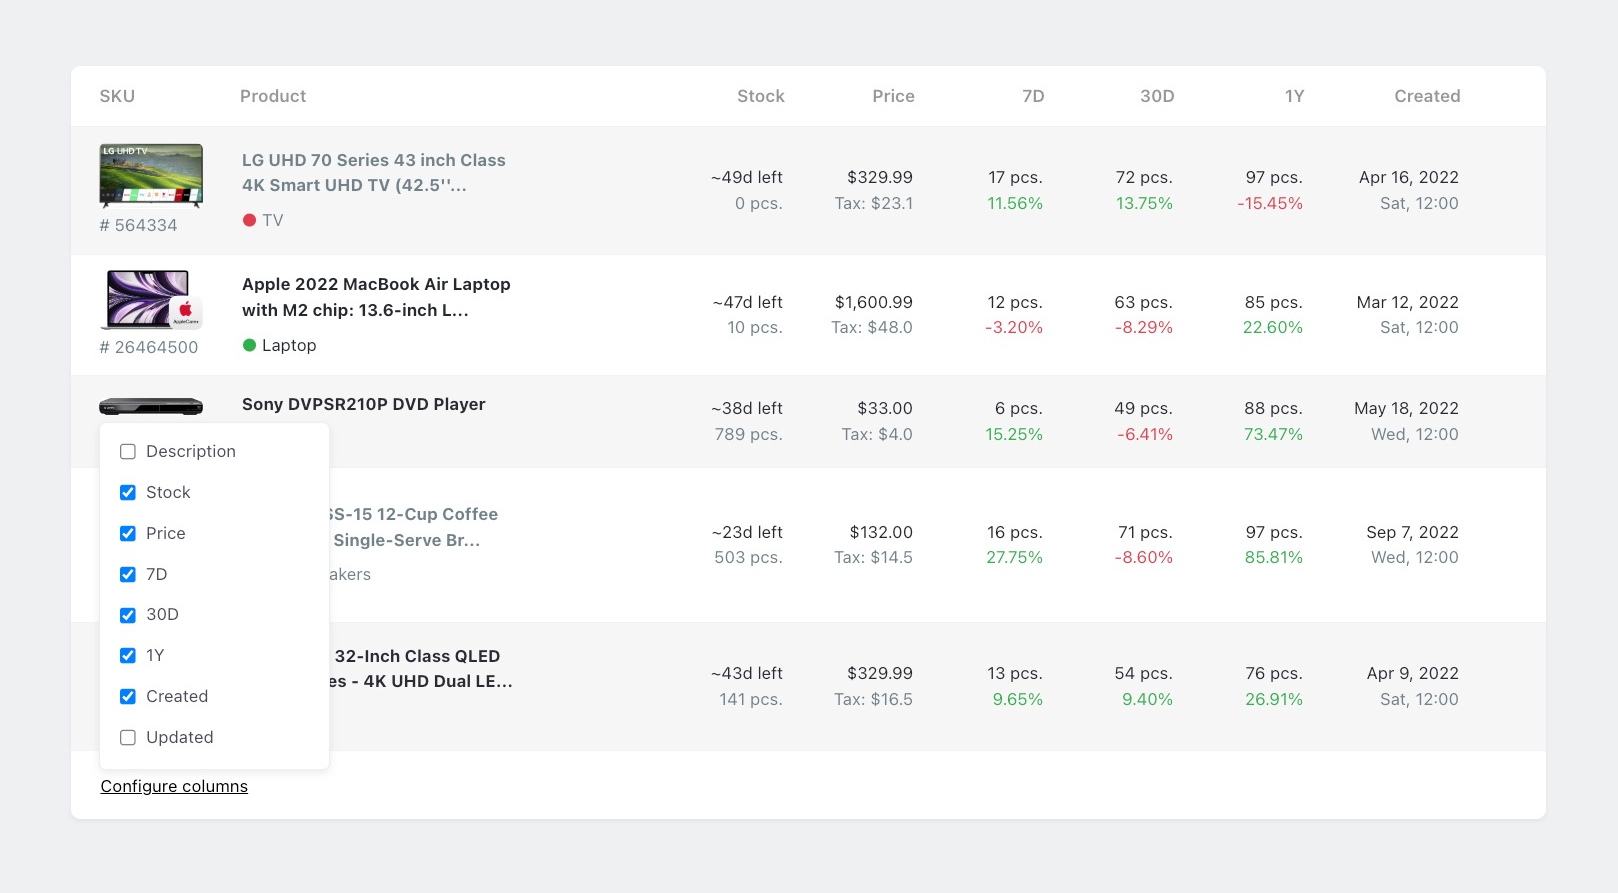 SKU Product Stock Price 7D 30D 1Y Created
LG UHD TV
# 564334
LG UHD 70 Series 43 inch Class
4K Smart UHD TV (42.5''...
TV
~49d left $329.99 17 pcs. 72 pcs. 97 pcs. Apr 16, 2022
0 pcs. Tax: $23.1 11.56% 13.75% -15.45% Sat, 12:00
AppleCare+
# 26464500
Apple 2022 MacBook Air Laptop
with M2 chip: 13.6-inch L...
Laptop
~47d left $1,600.99 12 pcs. 63 pcs. 85 pcs. Mar 12, 2022
10 pcs. Tax: $48.0 -3.20% -8.29% 22.60% Sat, 12:00
Sony DVPSR210P DVD Player
~38d left $33.00 6 pcs. 49 pcs. 88 pcs. May 18, 2022
789 pcs. Tax: $4.0 15.25% -6.41% 73.47% Wed, 12:00
SS-15 12-Cup Coffee
Single-Serve Br...
akers
~23d left $132.00 16 pcs. 71 pcs. 97 pcs. Sep 7, 2022
503 pcs. Tax: $14.5 27.75% -8.60% 85.81% Wed, 12:00
32-Inch Class QLED
es - 4K UHD Dual LE...
~43d left $329.99 13 pcs. 54 pcs. 76 pcs. Apr 9, 2022
141 pcs. Tax: $16.5 9.65% 9.40% 26.91% Sat, 12:00
Description
Stock
Price
7D
30D
1Y
Created
Updated
Configure columns